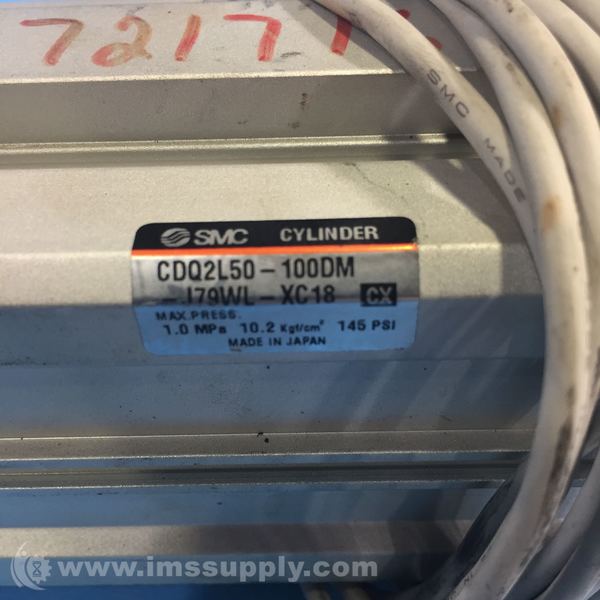 72171
SMC MADE
SMC CYLINDER
CDQ2L50-100DM
-J79WL-XC18 CX
MAX.PRESS.
1.0 MPa 10.2 Kgf/cm² 145 PSI
MADE IN JAPAN
www.imssupply.com